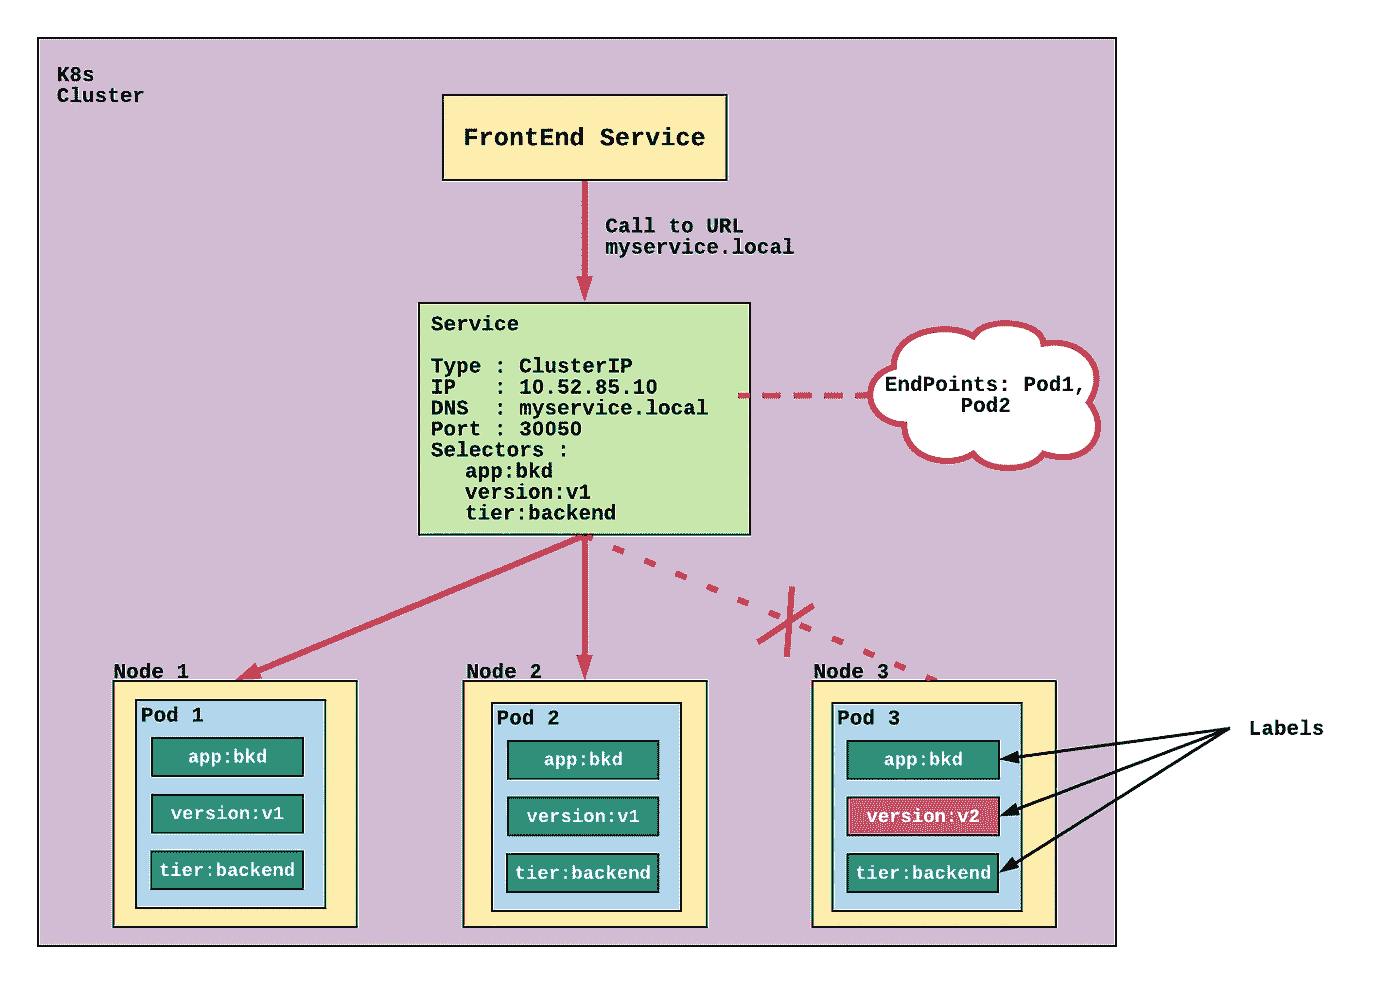 K8s
Cluster
FrontEnd Service
Call to URL
myservice.local
Service
Type : ClusterIP
IP   : 10.52.85.10
DNS  : myservice.local
Port : 30050
Selectors :
app:bkd
version:v1
tier:backend
EndPoints: Pod1,
Pod2
Node 1
Pod 1
app:bkd
version:v1
tier:backend
Node 2
Pod 2
app:bkd
version:v1
tier:backend
Node 3
Pod 3
app:bkd
version:v2
tier:backend
Labels